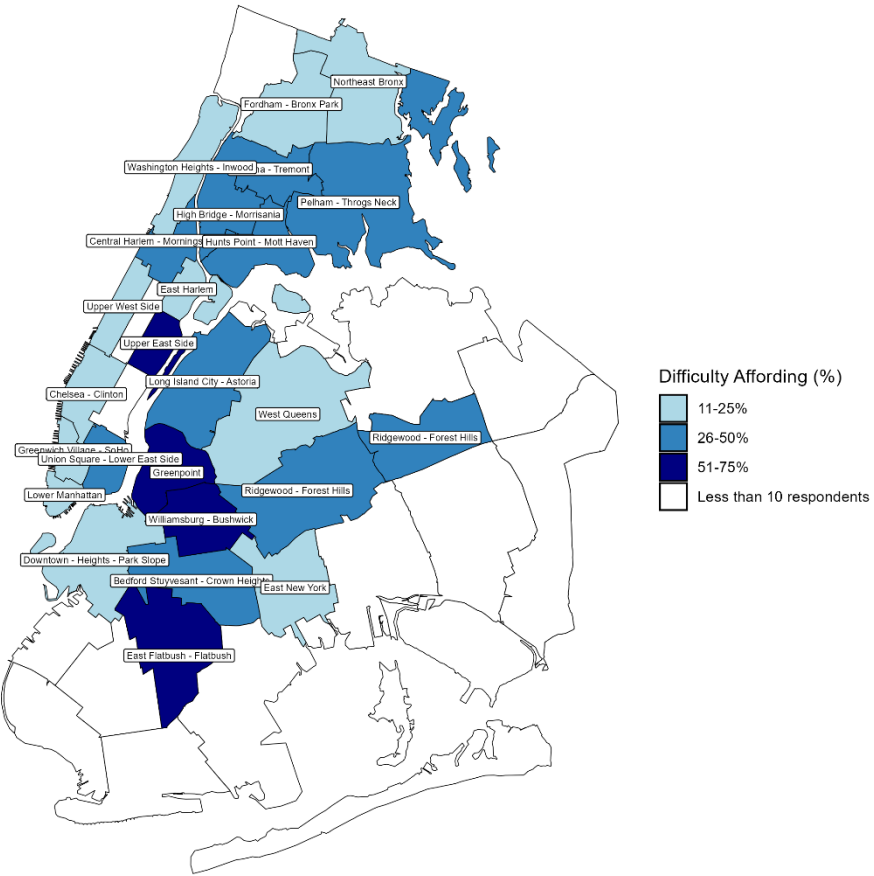 Northeast Bronx
Fordham - Bronx Park
Washington Heights - Inwood
na - Tremont
Pelham - Throgs Neck
High Bridge - Morrisania
Central Harlem - Mornings
Hunts Point - Mott Haven
East Harlem
Upper West Side
Upper East Side
Long Island City - Astoria
Chelsea - Clinton
West Queens
Ridgewood - Forest Hills
Greenwich Village - SoHo
Union Square - Lower East Side
Greenpoint
Lower Manhattan
Ridgewood - Forest Hills
Williamsburg - Bushwick
Downtown - Heights - Park Slope
Bedford Stuyvesant - Crown Heights
East New York
East Flatbush - Flatbush
Difficulty Affording (%)
11-25%
26-50%
51-75%
Less than 10 respondents